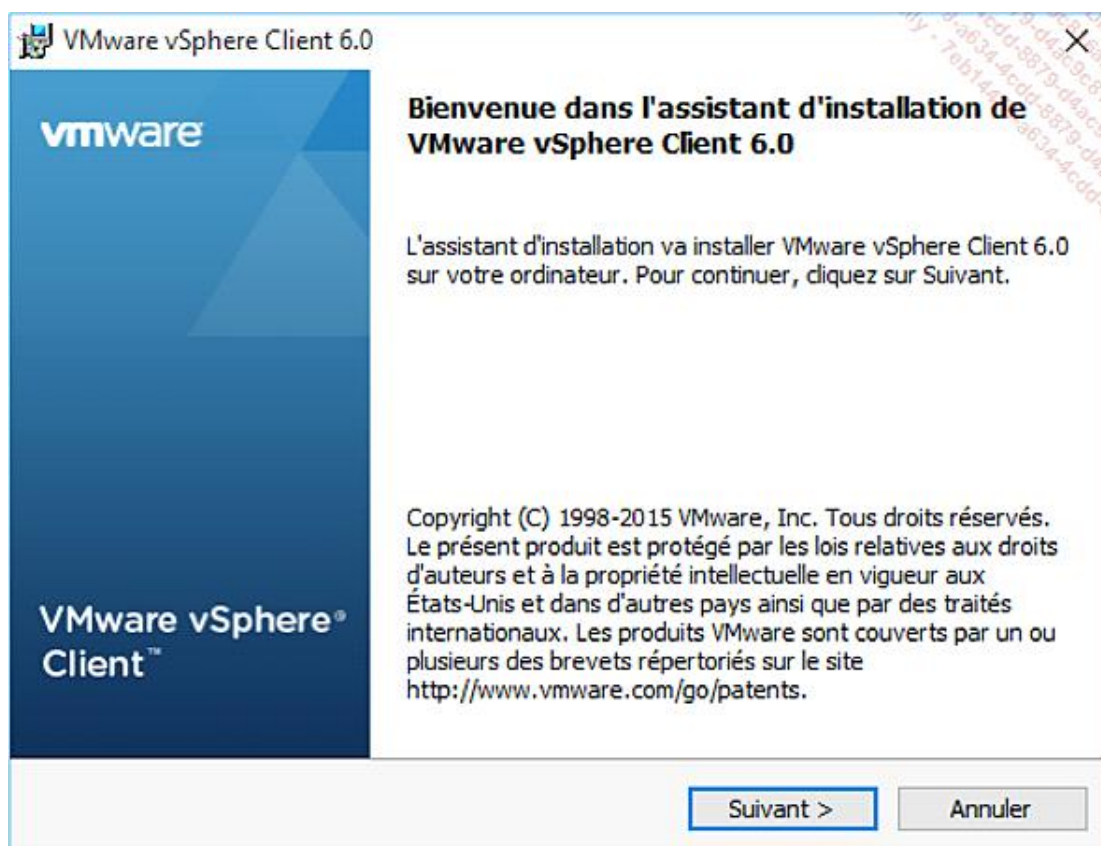 VMware vSphere Client 6.0
vmware
Bienvenue dans l'assistant d'installation de
VMware vSphere Client 6.0
L'assistant d'installation va installer VMware vSphere Client 6.0
sur votre ordinateur. Pour continuer, cliquez sur Suivant.
Copyright (C) 1998-2015 VMware, Inc. Tous droits réservés.
Le présent produit est protégé par les lois relatives aux droits
d'auteurs et à la propriété intellectuelle en vigueur aux
États-Unis et dans d'autres pays ainsi que par des traités
internationaux. Les produits VMware sont couverts par un ou
plusieurs des brevets répertoriés sur le site
http://www.vmware.com/go/patents.
VMware vSphere®
Client™
Suivant >
Annuler